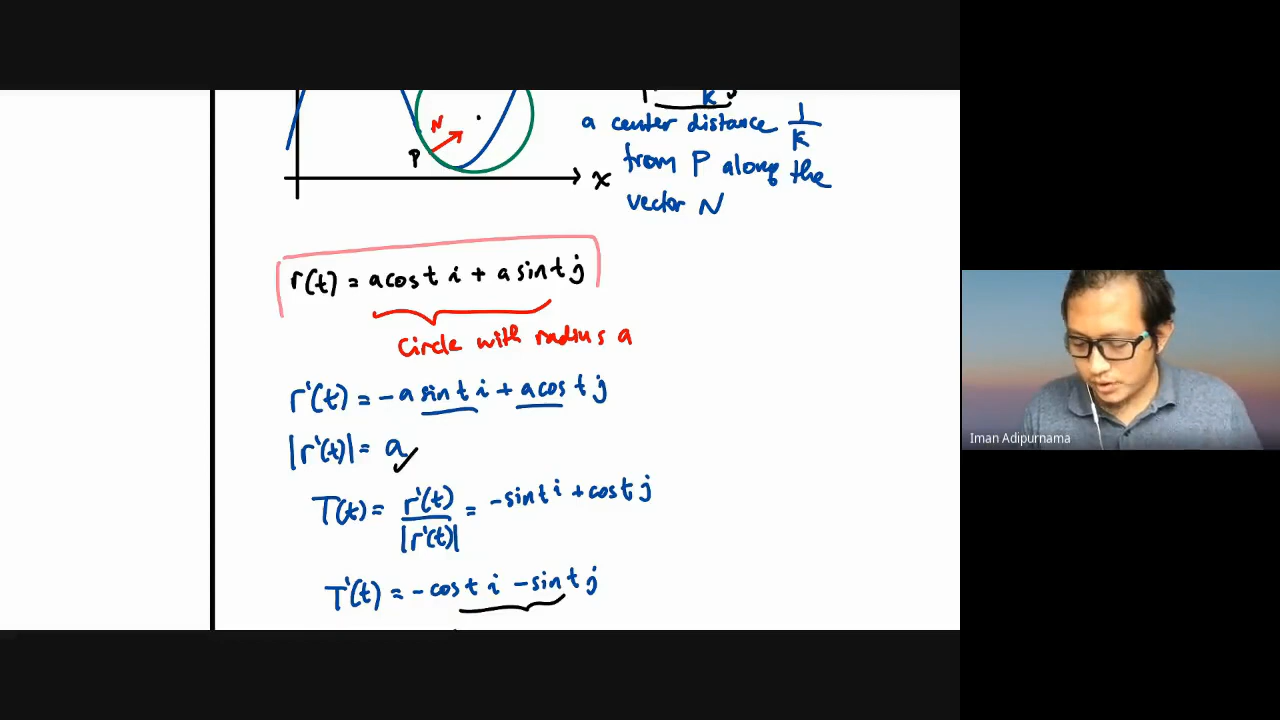 k
N
P
x
a center distance 1/k
from P along the
vector N
r(t) = a cos t i + a sin t j
Circle with radius a
r'(t) = - a sin t i + a cos t j
|r'(t)| = a
T(t) = r'(t)/|r'(t)| = - sin t i + cos t j
T'(t) = - cos t i - sin t j
Iman Adipurnama